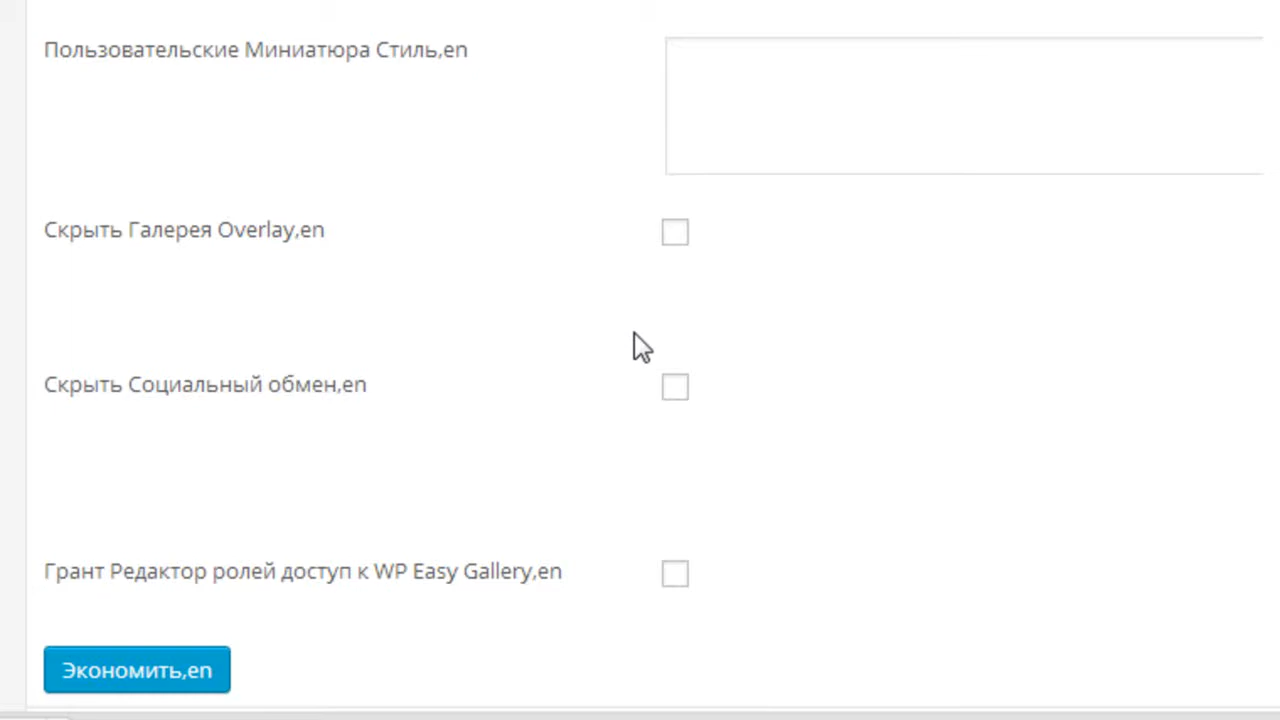 Пользовательские Миниатюра Стиль,en
Скрыть Галерея Overlay,en
Скрыть Социальный обмен,en
Грант Редактор ролей доступ к WP Easy Gallery,en
Экономить,en